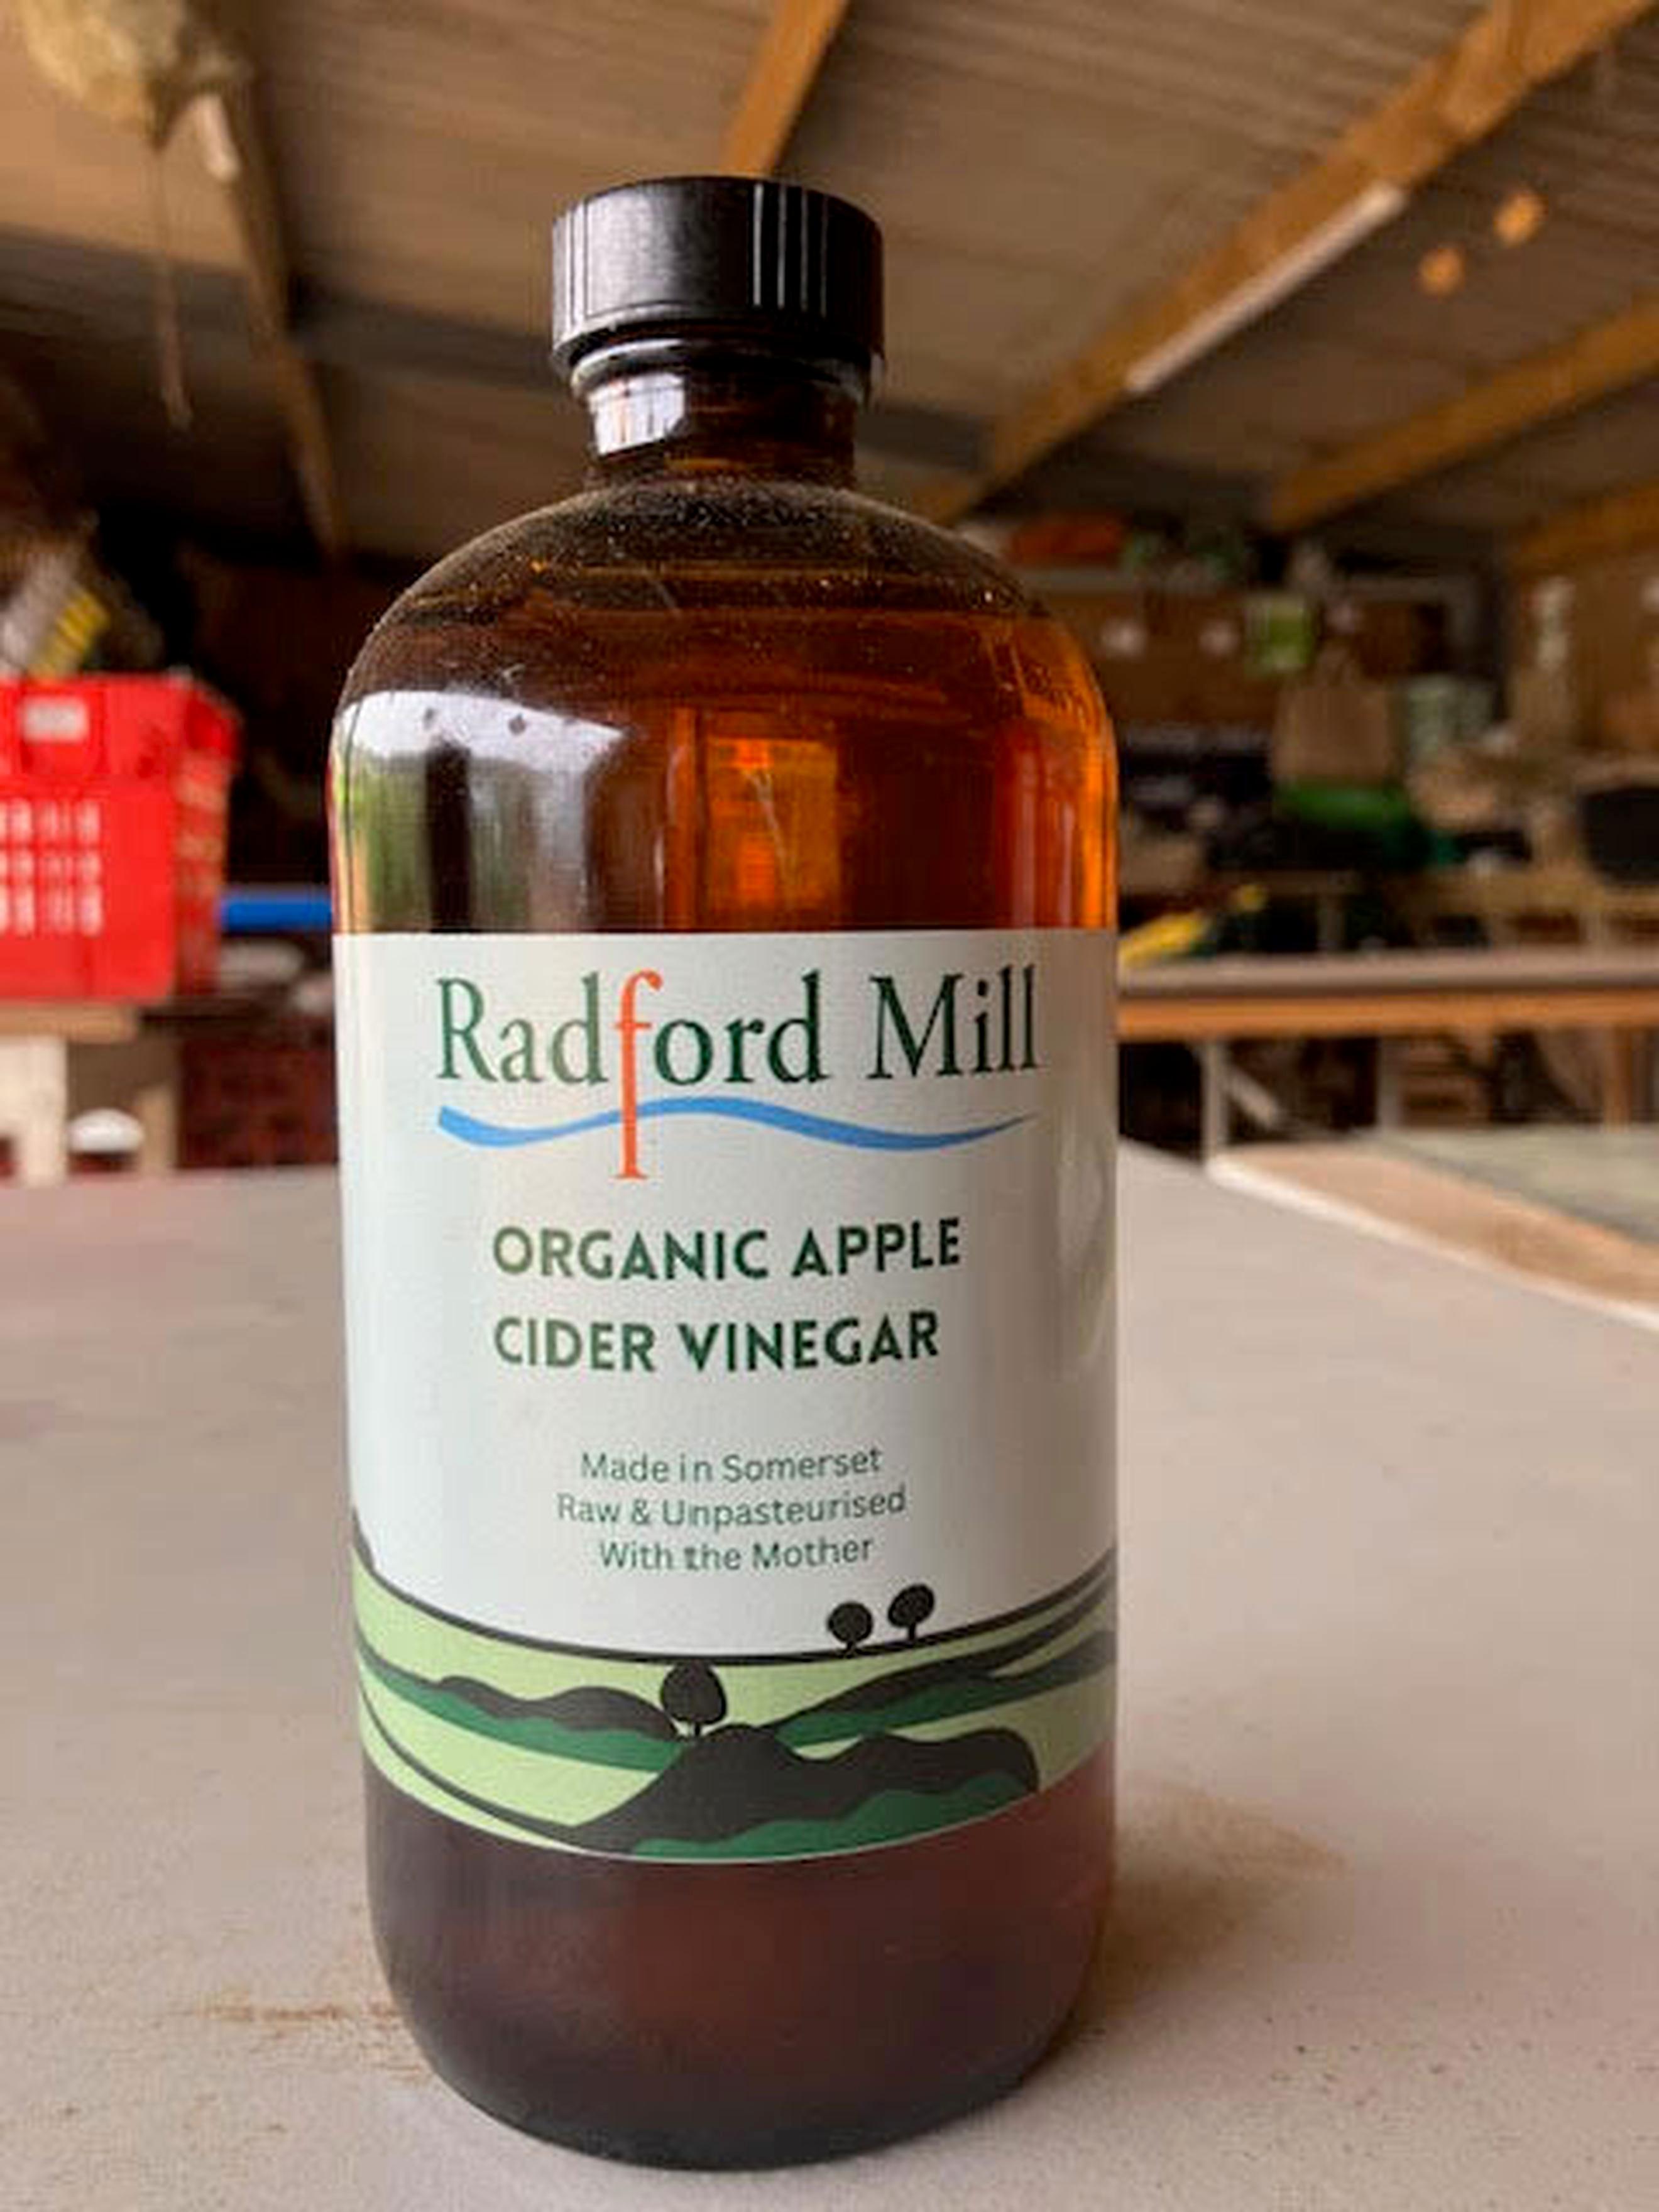 Radford Mill
ORGANIC APPLE
CIDER VINEGAR
Made in Somerset
Raw & Unpasteurised
With the Mother